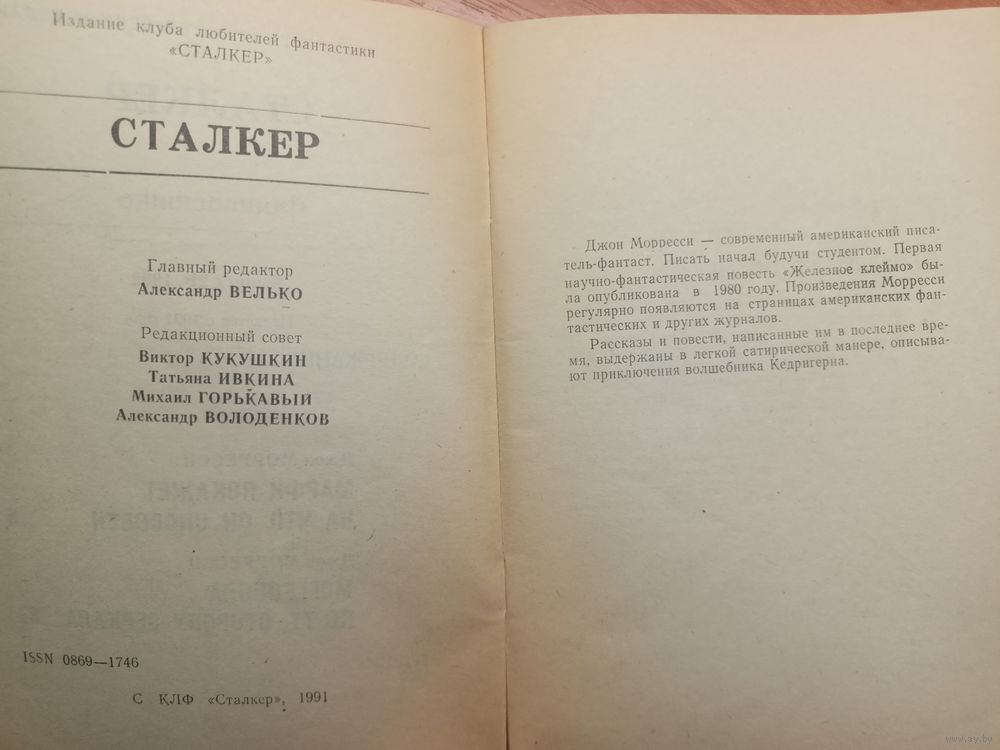 Издание клуба любителей фантастики
«СТАЛКЕР»
СТАЛКЕР
Главный редактор
Александр ВЕЛЬКО
Редакционный совет
Виктор КУКУШКИН
Татьяна ИВКИНА
Михаил ГОРЬКАВЫЙ
Александр ВОЛОДЕНКОВ
ISSN 0869—1746
С КЛФ «Сталкер», 1991
Джон Морресси — современный американский писа-
тель-фантаст. Писать начал будучи студентом. Первая
научно-фантастическая повесть «Железное клеймо» бы-
ла опубликована в 1980 году. Произведения Морресси
регулярно появляются на страницах американских фан-
тастических и других журналов.
Рассказы и повести, написанные им в последнее вре-
мя, выдержаны в легкой сатирической манере, описыва-
ют приключения волшебника Кедригерна.
www.ay.by